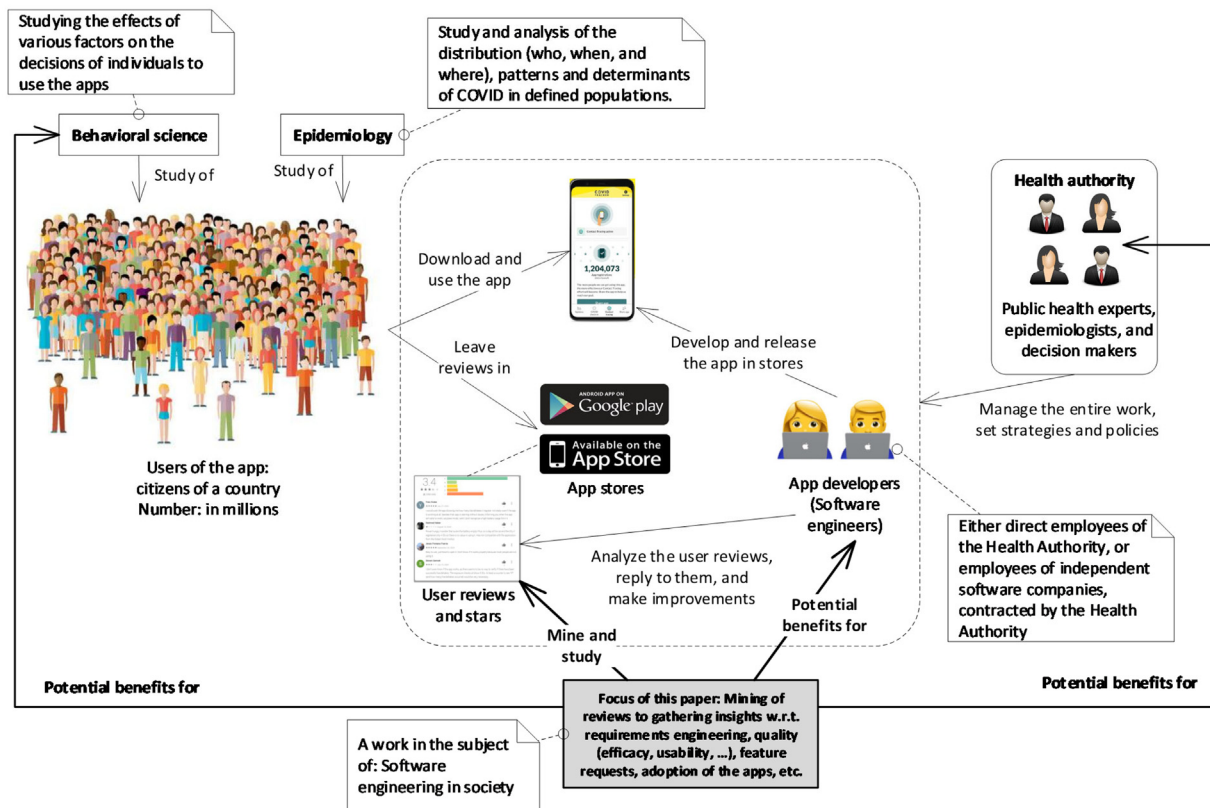 Studying the effects of
various factors on the
decisions of individuals to
use the apps
Study and analysis of the
distribution (who, when, and
where), patterns and determinants
of COVID in defined populations.
Behavioral science
Epidemiology
Study of
Study of
Health authority
Public health experts,
epidemiologists, and
decision makers
Download and
use the app
1,204,073
Develop and release
the app in stores
Leave
reviews in
ANDROID APP ON
Google play
Available on the
App Store
App stores
Manage the entire work,
set strategies and policies
Users of the app:
citizens of a country
Number: in millions
3.4
User reviews
and stars
App developers
(Software
engineers)
Analyze the user reviews,
reply to them, and
make improvements
Either direct employees of
the Health Authority, or
employees of independent
software companies,
contracted by the Health
Authority
Mine and
study
Potential
benefits for
Potential benefits for
Potential benefits for
Focus of this paper: Mining of
reviews to gathering insights w.r.t.
requirements engineering, quality
(efficacy, usability, ...), feature
requests, adoption of the apps, etc.
A work in the subject
of: Software
engineering in society